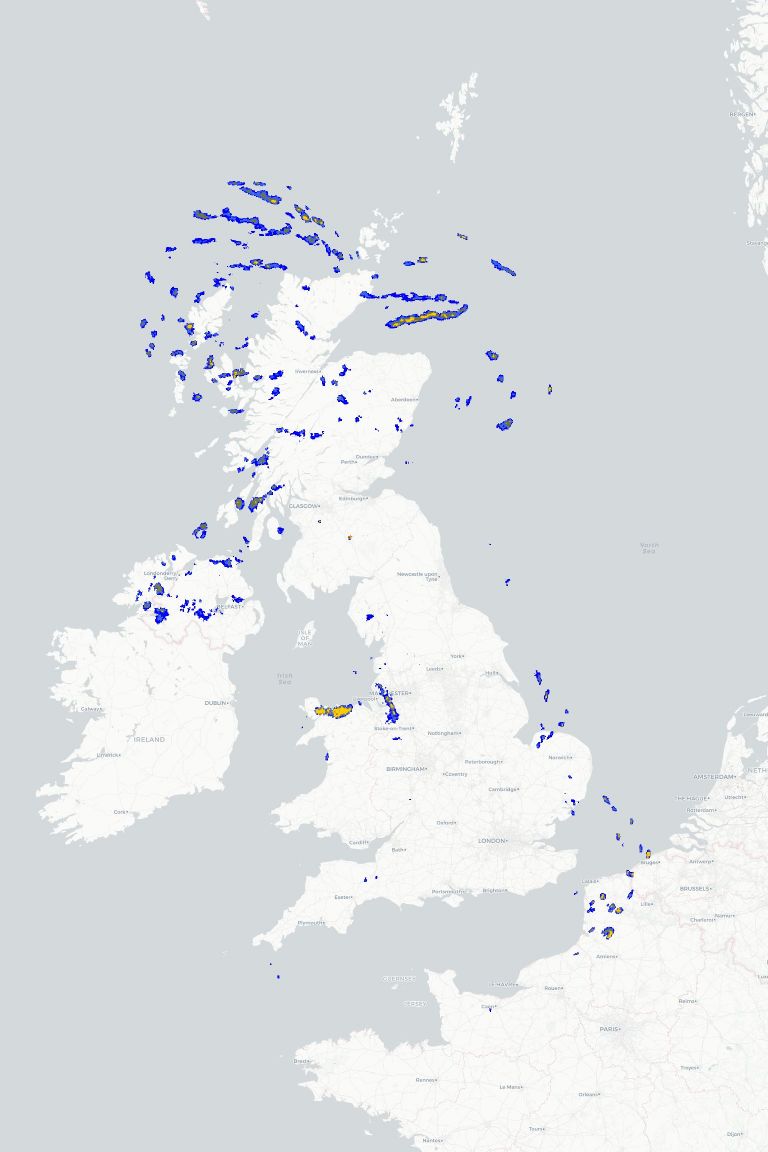 BERGEN
Stavanger
Inverness
Aberdeen
Dundee
Perth
Edinburgh
GLASGOW
North
Sea
Londonderry/
Derry
Newcastle upon
Tyne
BELFAST
ISLE
OF
MAN
York
Leeds
Hull
Irish
Sea
MANCHESTER
Galway
DUBLIN
Stoke-on-Trent
Nottingham
IRELAND
Limerick
Norwich
Peterborough
BIRMINGHAM
Coventry
AMSTERDAM
Cambridge
THE HAGUE
Utrecht
Rotterdam
Cork
Oxford
Cardiff
Bath
LONDON
Bruges
Antwerp
Calais
BRUSSELS
Exeter
Portsmouth
Brighton
Lille
Namur
Charleroi
Plymouth
Amiens
GUERNSEY
LE HAVRE
Rouen
JERSEY
Reims
Caen
PARIS
Brest
Troyes
Rennes
Le Mans
Orléans
Tours
Dijon
Nantes